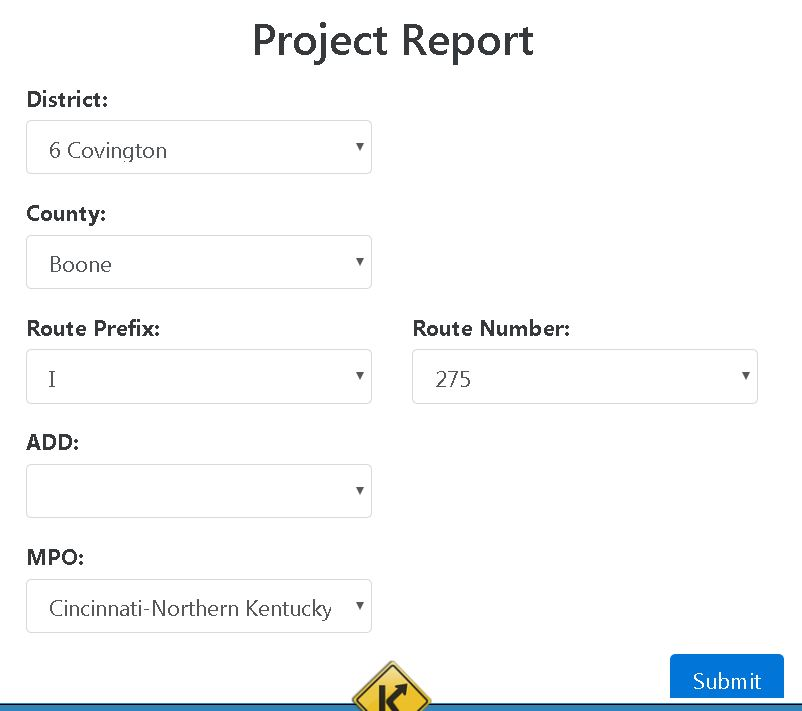 Project Report
District:
6 Covington
County:
Boone
Route Prefix:
Route Number:
I
275
ADD:
MPO:
Cincinnati-Northern Kentucky
Submit
K